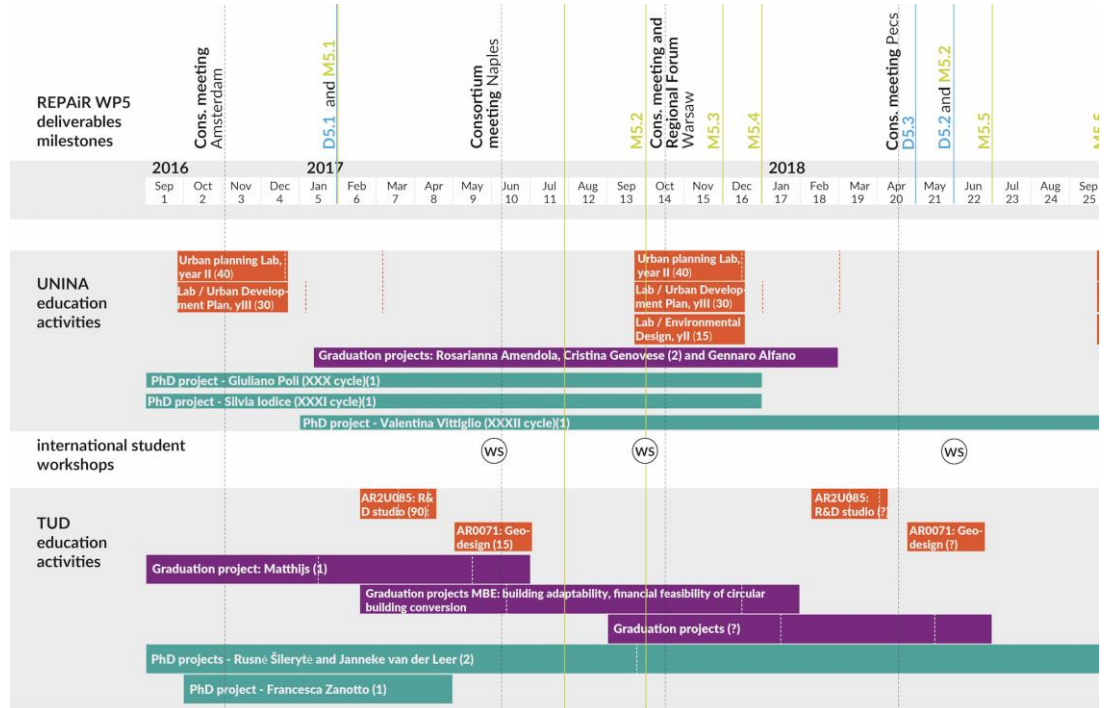 REPAiR WP5
deliverables
milestones
Cons. meeting
Amsterdam
D5.1 and M5.1
Consortium
meeting Naples
M5.2
Cons. meeting and
Regional Forum
Warsaw
M5.3
M5.4
Cons. meeting Pecs
D5.3
D5.2 and M5.2
M5.5
2016
2017
2018
Sep Oct Nov Dec Jan Feb Mar Apr May Jun Jul Aug Sep Oct Nov Dec Jan Feb Mar Apr May Jun Jul Aug Sep
1 2 3 4 5 6 7 8 9 10 11 12 13 14 15 16 17 18 19 20 21 22 23 24 25
UNINA
education
activities
Urban planning Lab,
year II (40)
Lab / Urban Develop-
ment Plan, yIII (30)
Urban planning Lab,
year II (40)
Lab / Urban Develop-
ment Plan, yIII (30)
Lab / Environmental
Design, yII (15)
Graduation projects: Rosarianna Amendola, Cristina Genovese (2) and Gennaro Alfano
PhD project - Giuliano Poli (XXX cycle)(1)
PhD project - Silvia Iodice (XXXI cycle)(1)
PhD project - Valentina Vittiglio (XXXII cycle)(1)
international student
workshops
WS
WS
WS
TUD
education
activities
AR2U085: R&
D studio (90)
AR0071: Geo-
design (15)
AR2U085:
R&D studio (?)
AR0071: Geo-
design (?)
Graduation project: Matthijs (1)
Graduation projects MBE: building adaptability, financial feasibility of circular
building conversion
Graduation projects (?)
PhD projects - Rusnė Šilerytė and Janneke van der Leer (2)
PhD project - Francesca Zanotto (1)